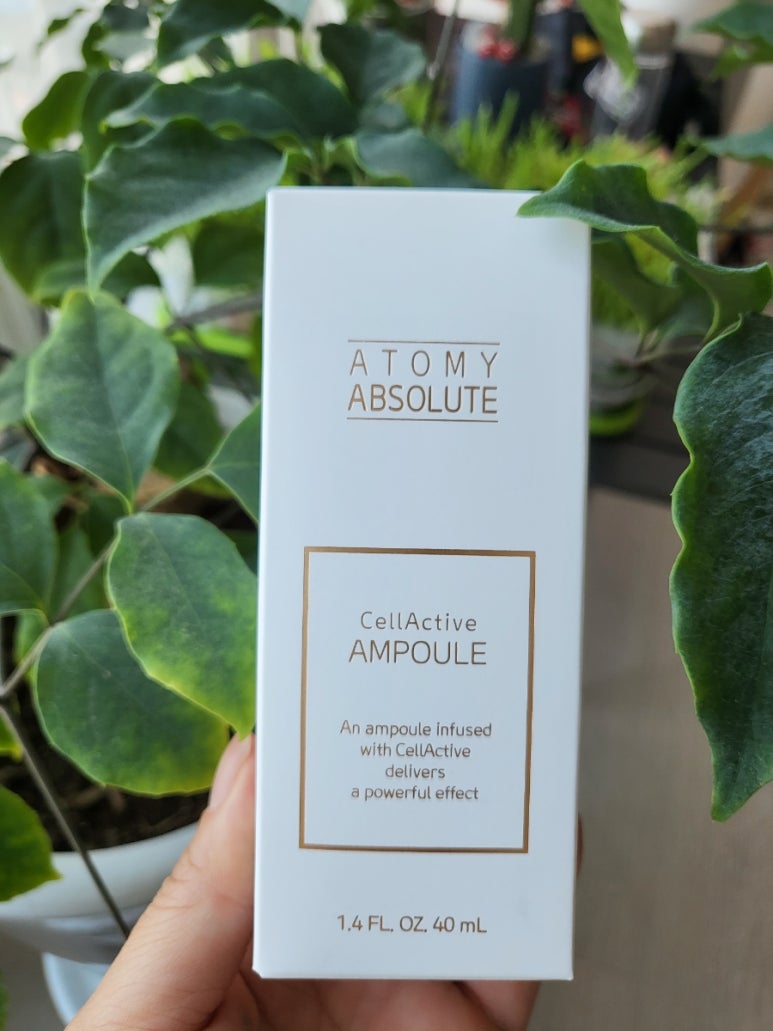 ATOMY
ABSOLUTE
CellActive
AMPOULE
An ampoule infused
with CellActive
delivers
a powerful effect
1.4 FL. OZ. 40 mL